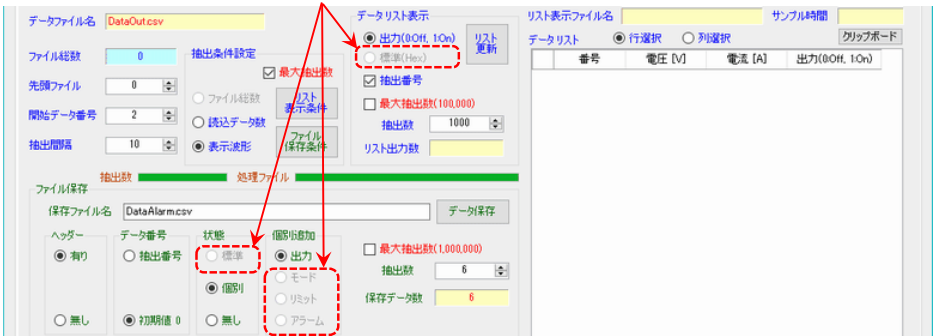 データファイル名 DataOut.csv
ファイル総数 0
先頭ファイル 0
開始データ番号 2
抽出間隔 10
抽出条件設定
最大抽出数
ファイル総数
読込データ数
表示波形
リスト
表示条件
ファイル
保存条件
データリスト表示
出力(0:Off, 1:On)
標準(Hex)
リスト
更新
抽出番号
最大抽出数(100,000)
抽出数 1000
リスト出力数
リスト表示ファイル名
サンプル時間
データリスト
行選択
列選択
クリップボード
番号 電圧 [V] 電流 [A] 出力(0:Off, 1:On)
抽出数
処理ファイル
ファイル保存
保存ファイル名 DataAlarm.csv
データ保存
ヘッダー
有り
無し
データ番号
抽出番号
初期値 0
状態
標準
個別
無し
個別追加
出力
モード
リミット
アラーム
最大抽出数(1,000,000)
抽出数 6
保存データ数 6